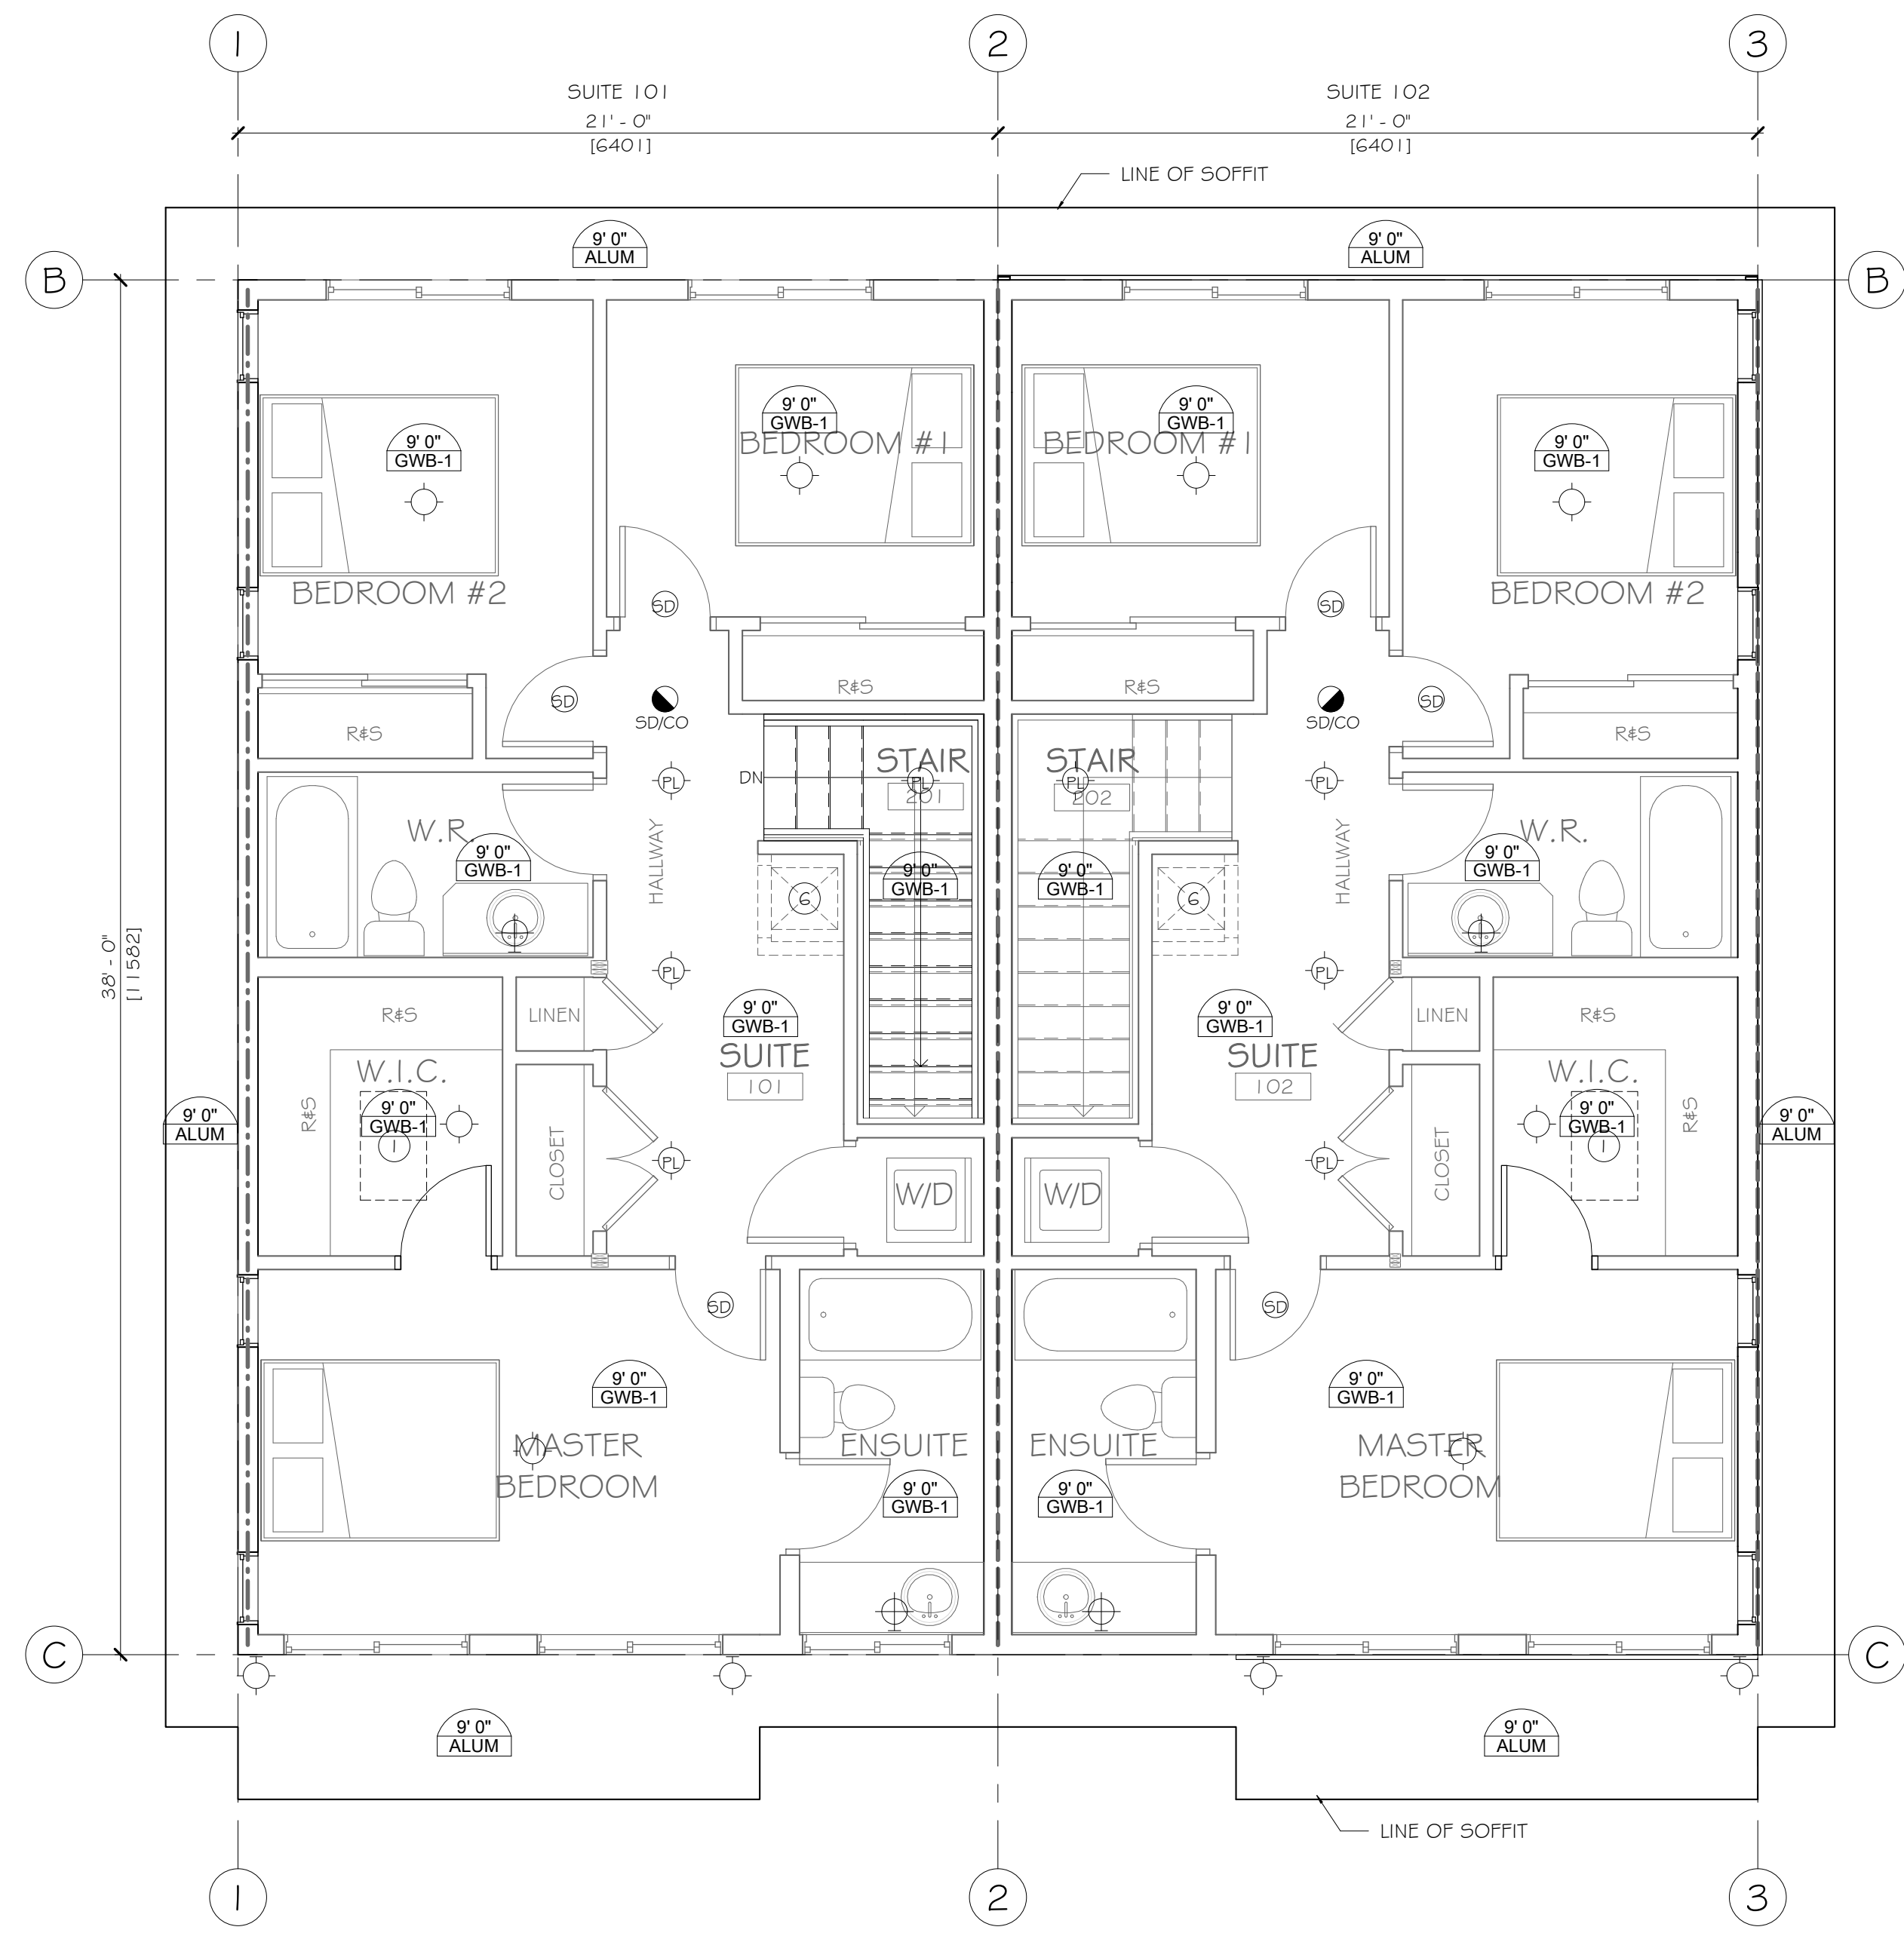 1
2
3
SUITE 101
21' - 0"
[6401]
SUITE 102
21' - 0"
[6401]
LINE OF SOFFIT
9' 0"
ALUM
9' 0"
ALUM
B
B
9' 0"
GWB-1
BEDROOM #1
9' 0"
GWB-1
BEDROOM #1
9' 0"
GWB-1
BEDROOM #2
9' 0"
GWB-1
BEDROOM #2
SD
SD
SD
SD
R&S
R&S
R&S
R&S
SD/CO
SD/CO
DN
STAIR
201
STAIR
202
PL
PL
PL
PL
W.R.
9' 0"
GWB-1
W.R.
9' 0"
GWB-1
HALLWAY
HALLWAY
6
6
9' 0"
GWB-1
9' 0"
GWB-1
38' - 0"
[11582]
PL
PL
R&S
LINEN
LINEN
R&S
9' 0"
GWB-1
SUITE
101
9' 0"
GWB-1
SUITE
102
W.I.C.
9' 0"
GWB-1
1
R&S
W.I.C.
9' 0"
GWB-1
1
R&S
9' 0"
ALUM
9' 0"
ALUM
CLOSET
CLOSET
PL
PL
W/D
W/D
SD
SD
9' 0"
GWB-1
9' 0"
GWB-1
MASTER
BEDROOM
ENSUITE
9' 0"
GWB-1
ENSUITE
9' 0"
GWB-1
MASTER
BEDROOM
C
C
9' 0"
ALUM
9' 0"
ALUM
LINE OF SOFFIT
1
2
3